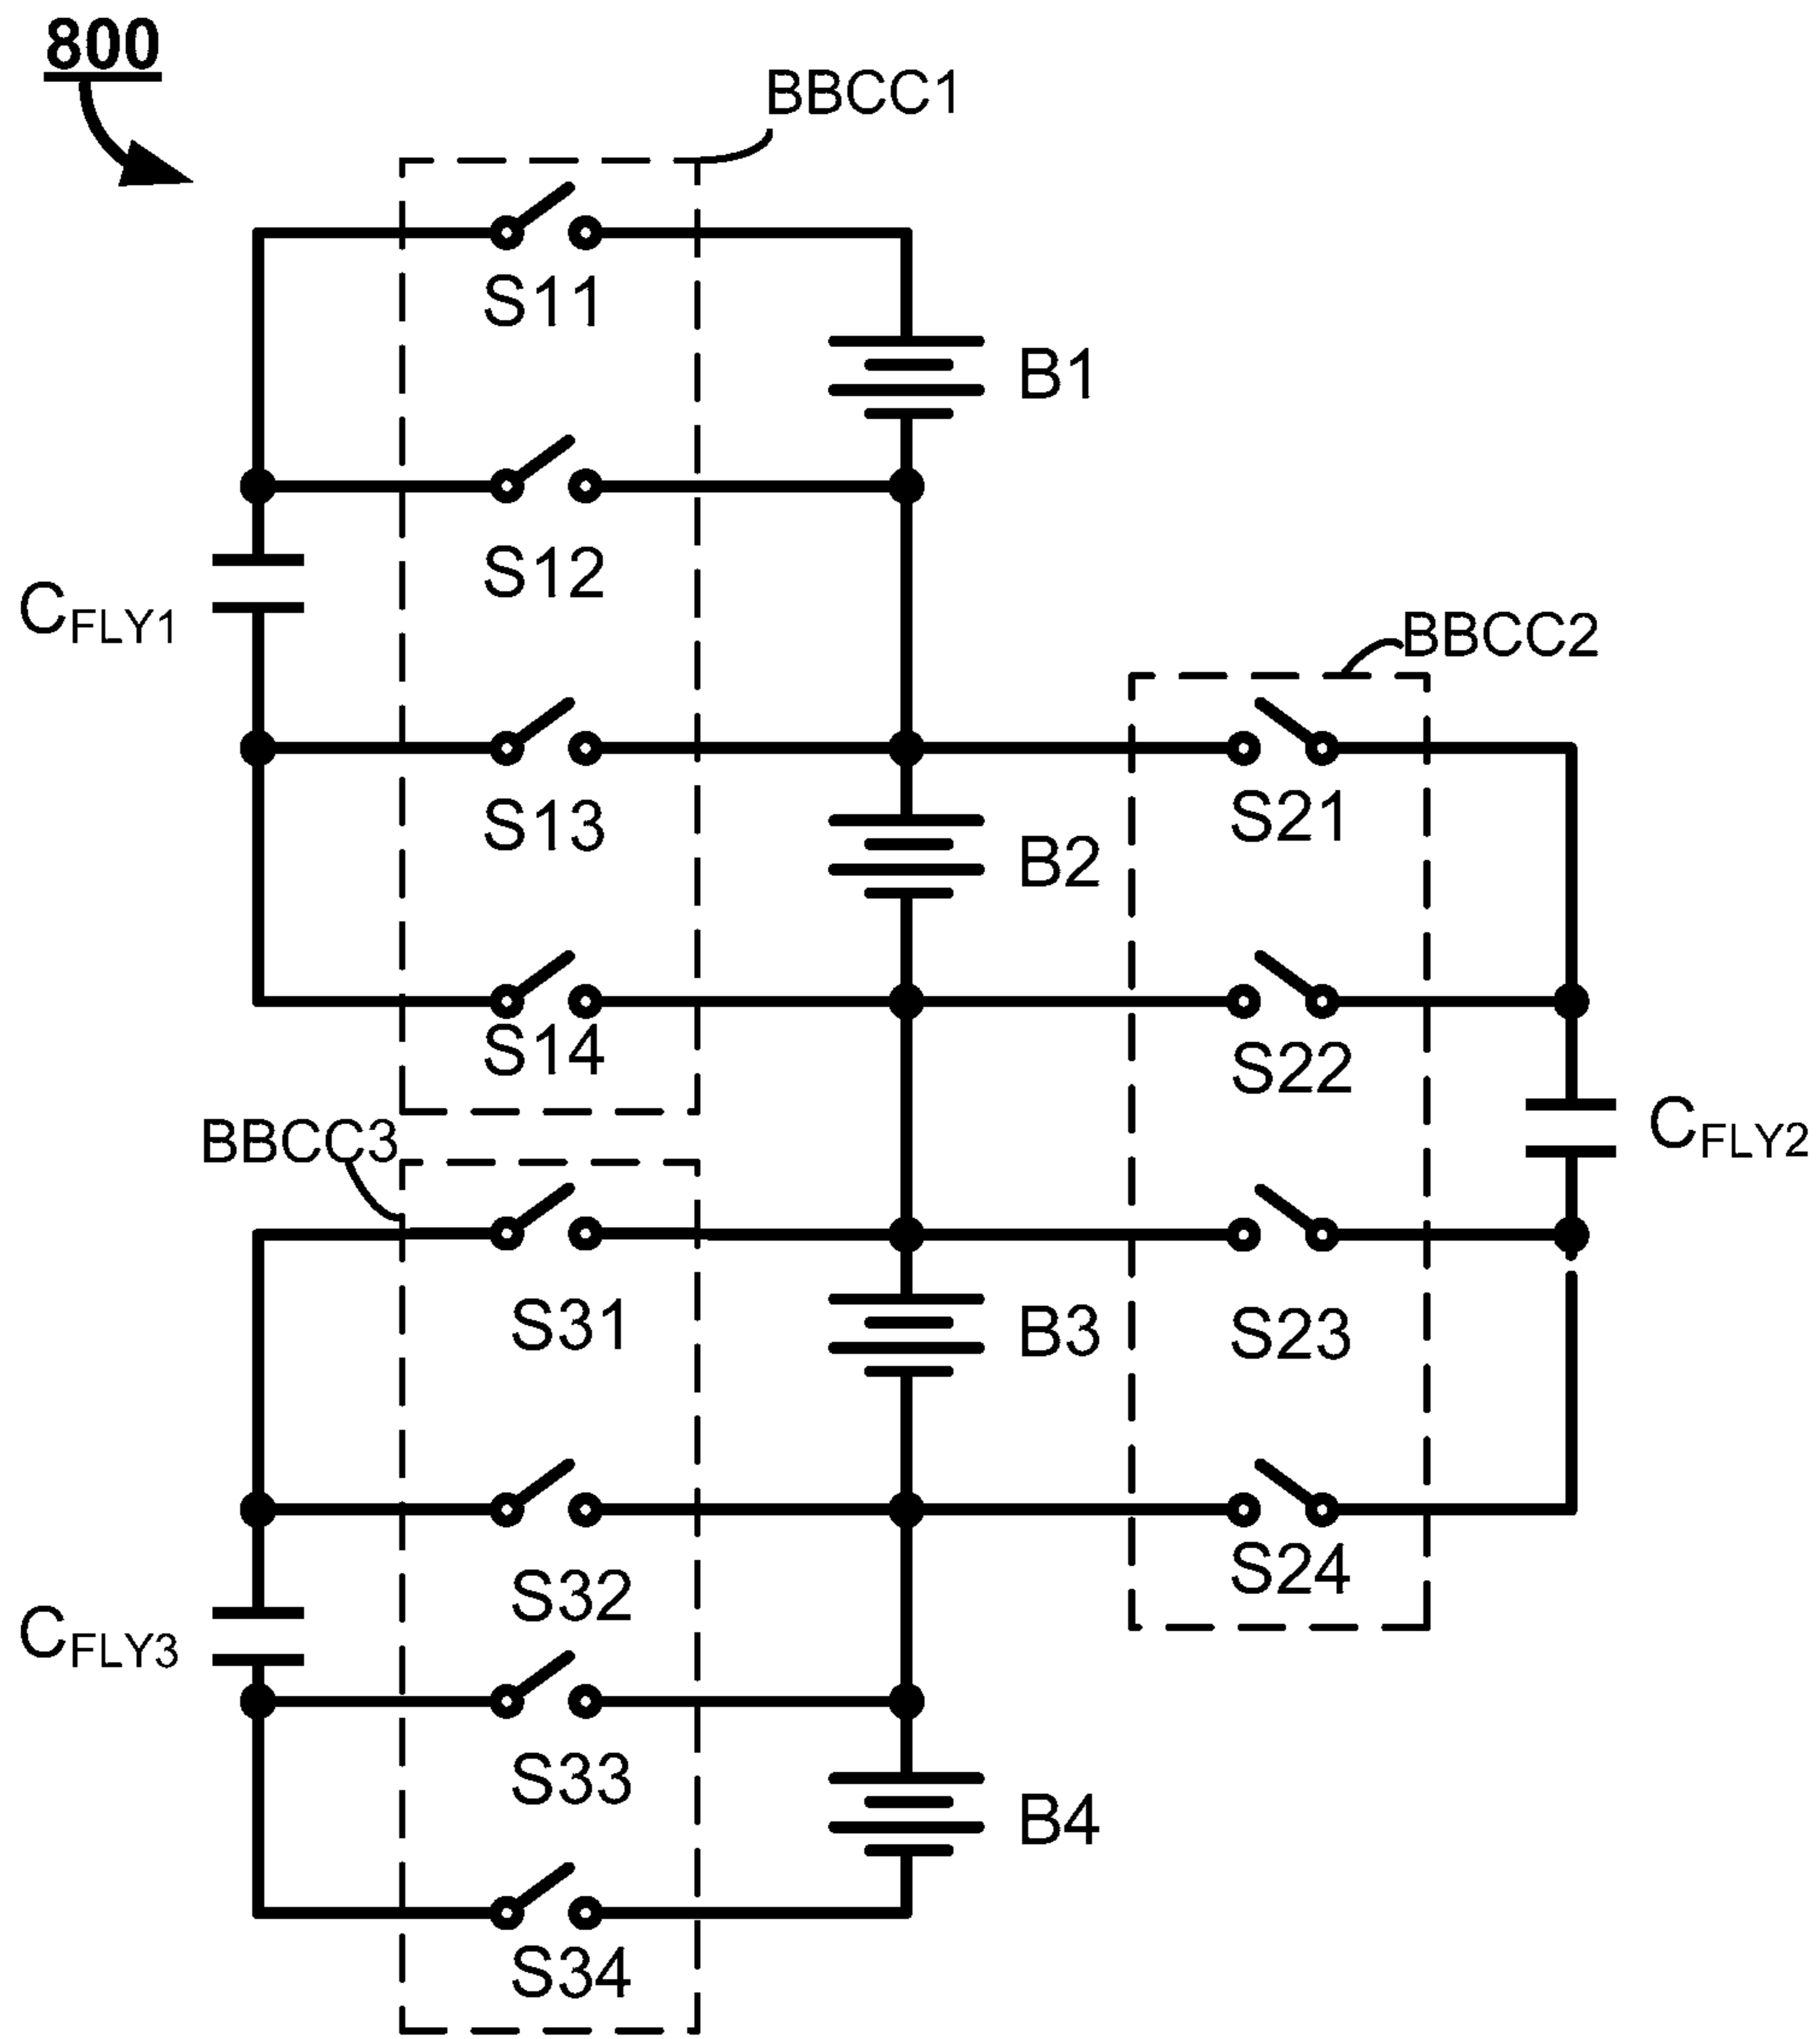 800
BBCC1
S11
B1
S12
CFLY1
BBCC2
S13
S21
B2
S14
S22
BBCC3
CFLY2
S31
B3
S23
S32
S24
CFLY3
S33
B4
S34